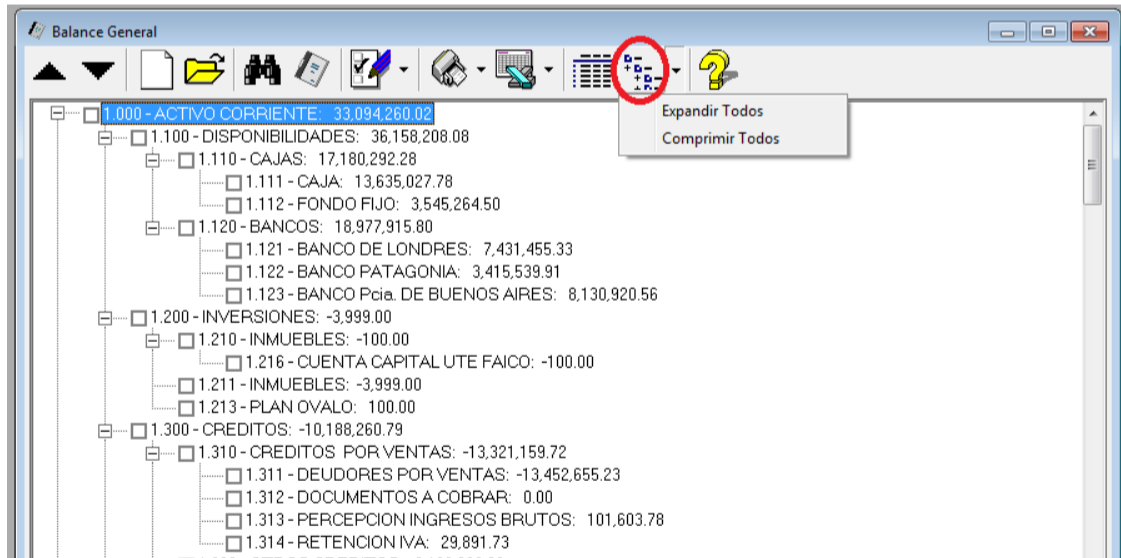 Balance General
Expandir Todos
Comprimir Todos
1.000 - ACTIVO CORRIENTE: 33,094,260.02
1.100 - DISPONIBILIDADES: 36,158,208.08
1.110 - CAJAS: 17,180,292.28
1.111 - CAJA: 13,635,027.78
1.112 - FONDO FIJO: 3,545,264.50
1.120 - BANCOS: 18,977,915.80
1.121 - BANCO DE LONDRES: 7,431,455.33
1.122 - BANCO PATAGONIA: 3,415,539.91
1.123 - BANCO Pcia. DE BUENOS AIRES: 8,130,920.56
1.200 - INVERSIONES: -3,999.00
1.210 - INMUEBLES: -100.00
1.216 - CUENTA CAPITAL UTE FAICO: -100.00
1.211 - INMUEBLES: -3,999.00
1.213 - PLAN OVALO: 100.00
1.300 - CREDITOS: -10,188,260.79
1.310 - CREDITOS POR VENTAS: -13,321,159.72
1.311 - DEUDORES POR VENTAS: -13,452,655.23
1.312 - DOCUMENTOS A COBRAR: 0.00
1.313 - PERCEPCION INGRESOS BRUTOS: 101,603.78
1.314 - RETENCION IVA: 29,891.73